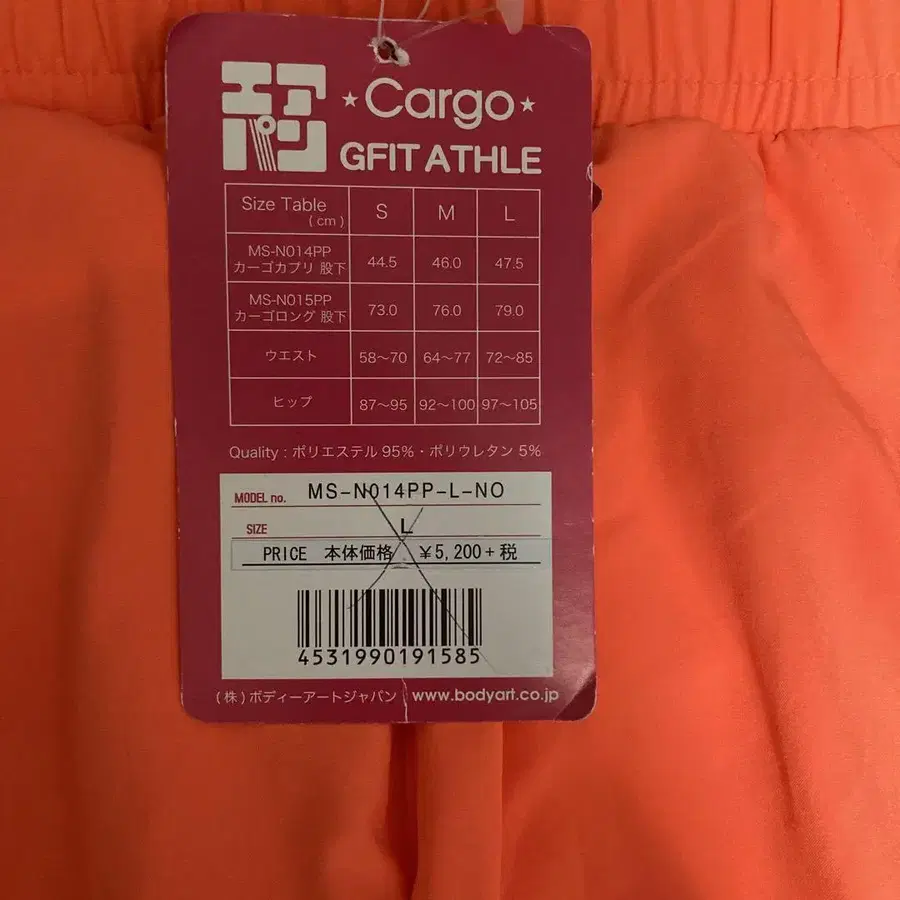 エアパン
★Cargo★
GFIT ATHLE
Size Table (cm) S M L
MS-N014PP カーゴカプリ 股下 44.5 46.0 47.5
MS-N015PP カーゴロング 股下 73.0 76.0 79.0
ウエスト 58～70 64～77 72～85
ヒップ 87～95 92～100 97～105
Quality : ポリエステル 95%・ポリウレタン 5%
MODEL no. MS-N014PP-L-NO
SIZE L
PRICE 本体価格 ¥5,200+税
4531990191585
(株)ボディーアートジャパン www.bodyart.co.jp